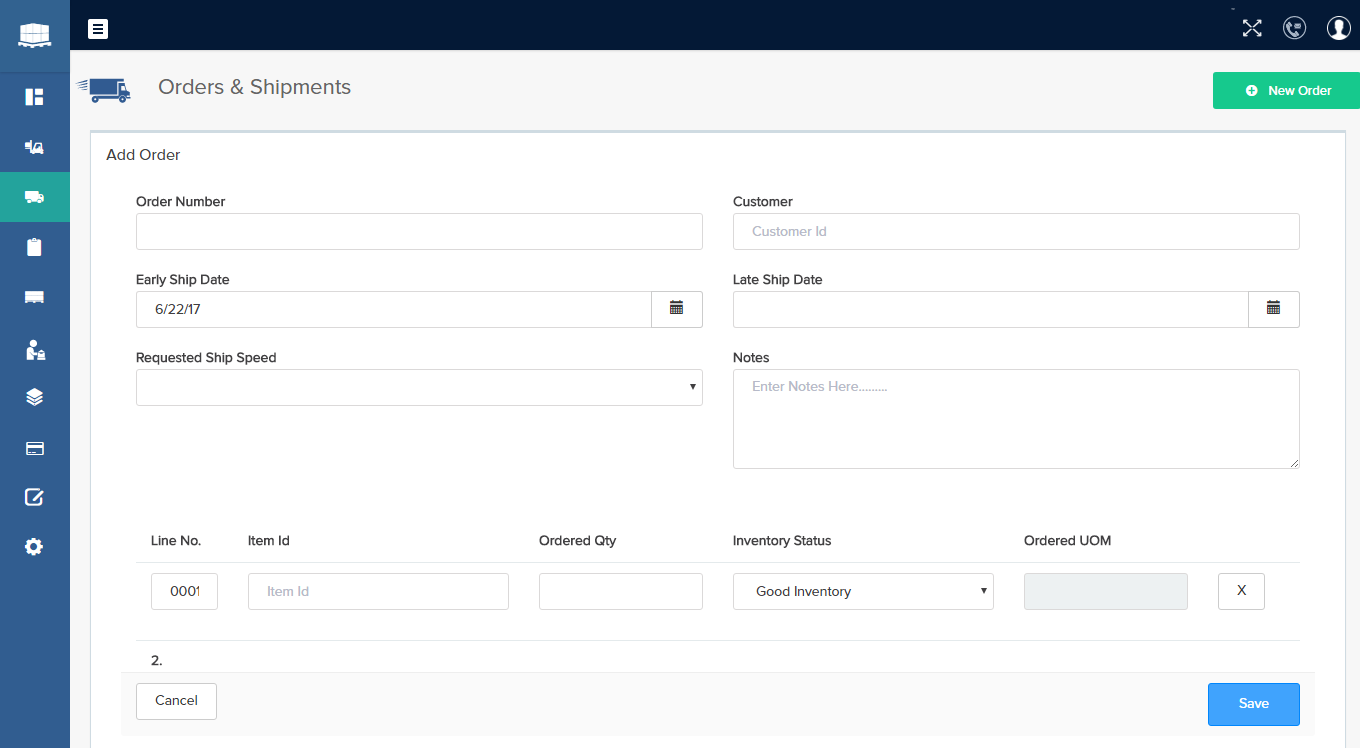 Orders & Shipments
New Order
Add Order
Order Number
Customer
Customer Id
Early Ship Date
Late Ship Date
6/22/17
Requested Ship Speed
Notes
Enter Notes Here.........
Line No.
Item Id
Ordered Qty
Inventory Status
Ordered UOM
0001
Item Id
Good Inventory
X
2.
Cancel
Save